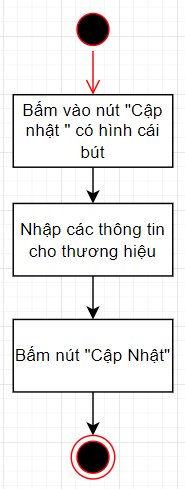 Bấm vào nút "Cập
nhật " có hình cái
bút
Nhập các thông tin
cho thương hiệu
Bấm nút "Cập Nhật"